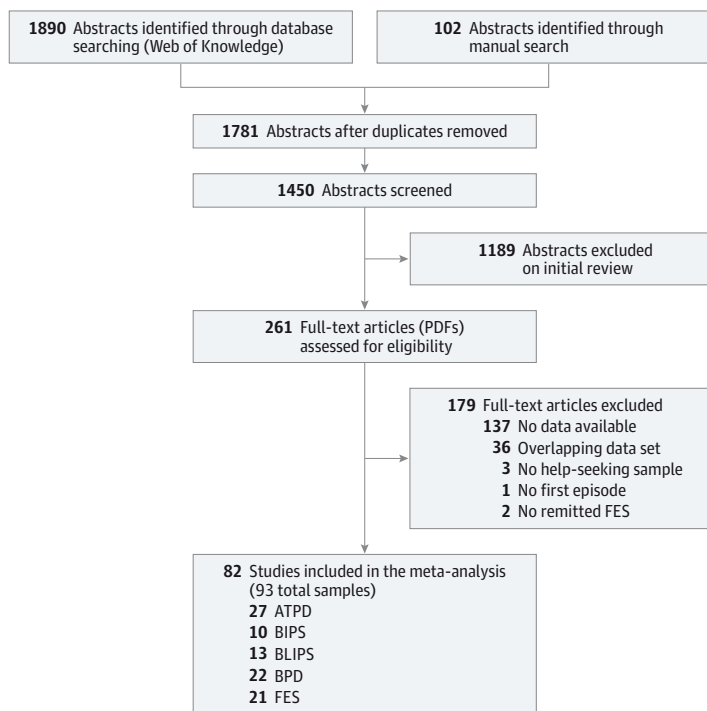 1890 Abstracts identified through database
searching (Web of Knowledge)
102 Abstracts identified through
manual search
1781 Abstracts after duplicates removed
1450 Abstracts screened
1189 Abstracts excluded
on initial review
261 Full-text articles (PDFs)
assessed for eligibility
179 Full-text articles excluded
137 No data available
36 Overlapping data set
3 No help-seeking sample
1 No first episode
2 No remitted FES
82 Studies included in the meta-analysis
(93 total samples)
27 ATPD
10 BIPS
13 BLIPS
22 BPD
21 FES